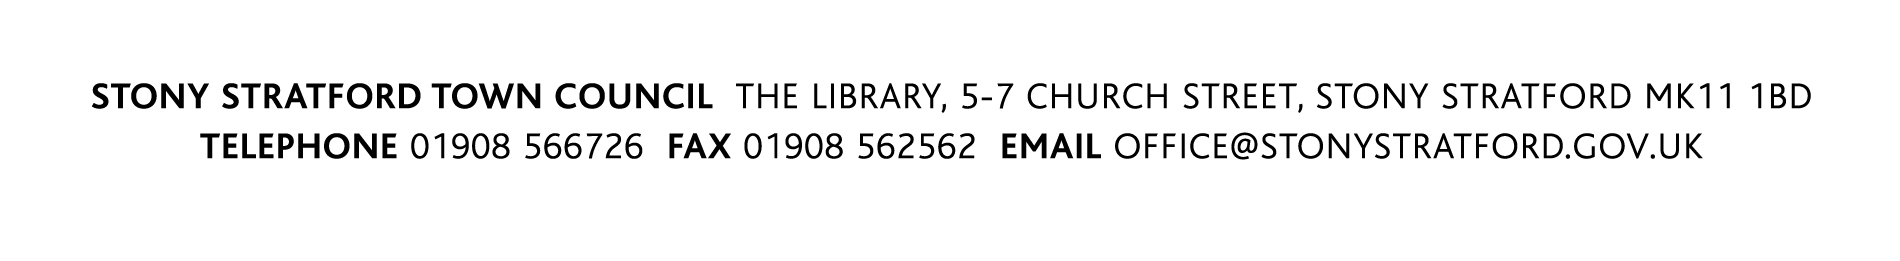 STONY STRATFORD TOWN COUNCIL THE LIBRARY, 5-7 CHURCH STREET, STONY STRATFORD MK11 1BD
TELEPHONE 01908 566726 FAX 01908 562562 EMAIL OFFICE@STONYSTRATFORD.GOV.UK